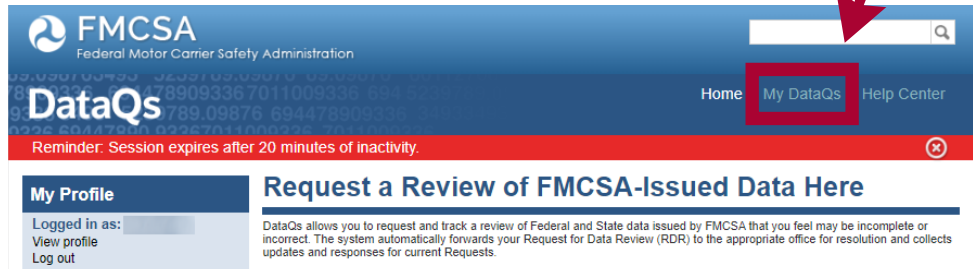 FMCSA
Federal Motor Carrier Safety Administration
DataQs
Home My DataQs Help Center
Reminder: Session expires after 20 minutes of inactivity.
My Profile
Logged in as:
View profile
Log out
Request a Review of FMCSA-Issued Data Here
DataQs allows you to request and track a review of Federal and State data issued by FMCSA that you feel may be incomplete or
incorrect. The system automatically forwards your Request for Data Review (RDR) to the appropriate office for resolution and collects
updates and responses for current Requests.